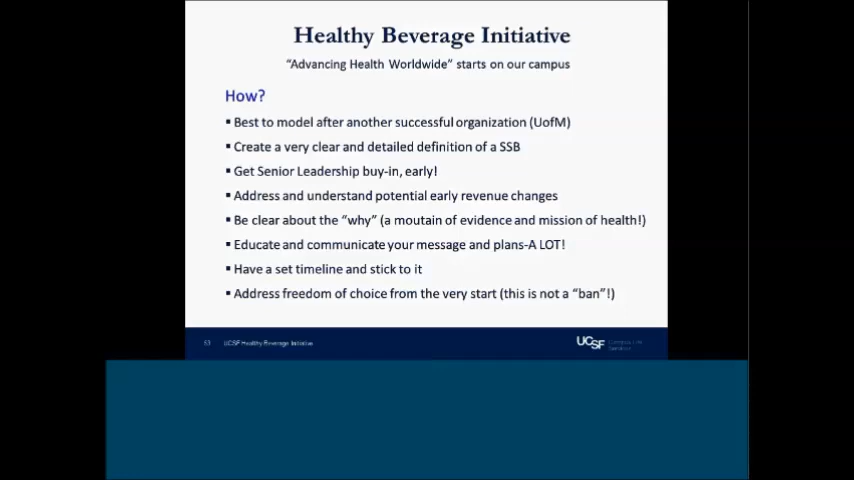 Healthy Beverage Initiative
“Advancing Health Worldwide” starts on our campus
How?
▪ Best to model after another successful organization (UofM)
▪ Create a very clear and detailed definition of a SSB
▪ Get Senior Leadership buy-in, early!
▪ Address and understand potential early revenue changes
▪ Be clear about the “why” (a moutain of evidence and mission of health!)
▪ Educate and communicate your message and plans-A LOT!
▪ Have a set timeline and stick to it
▪ Address freedom of choice from the very start (this is not a “ban”!)
53 UCSF Healthy Beverage Initiative
UCSF